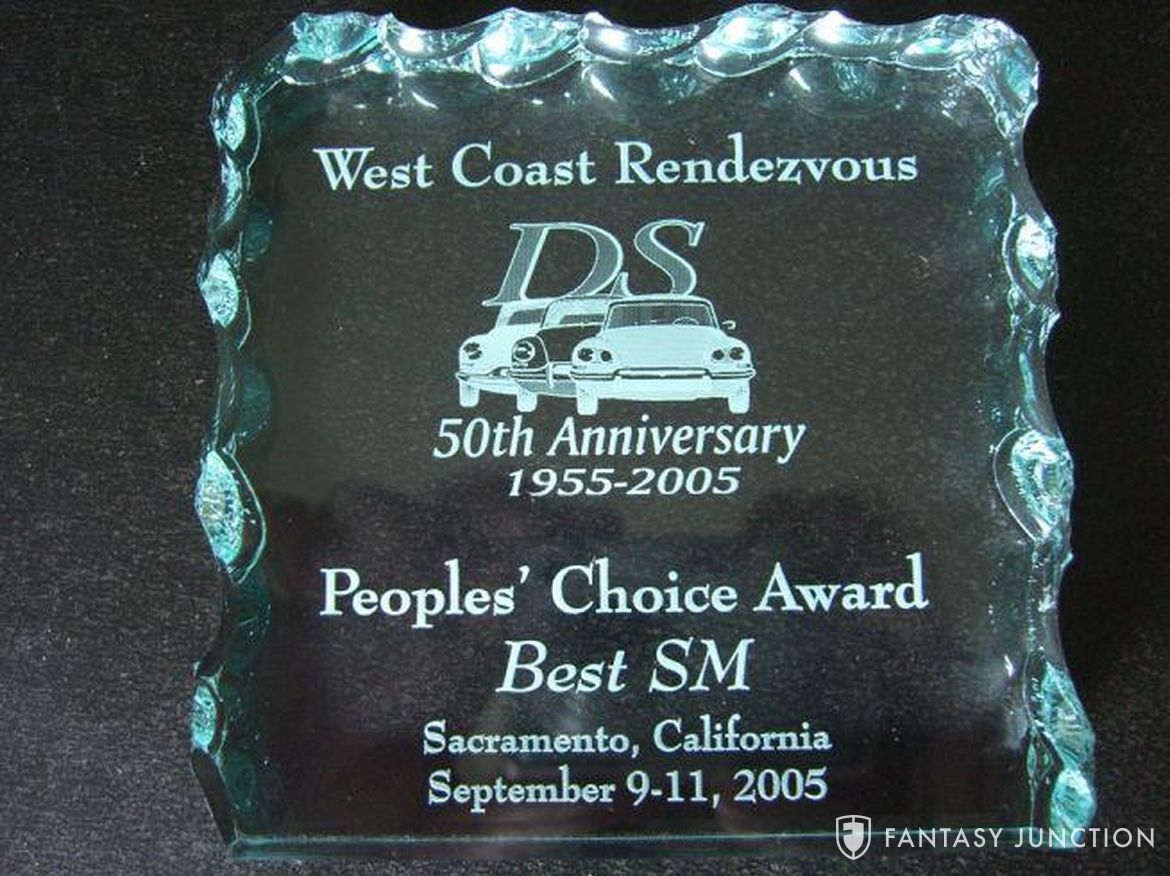 West Coast Rendezvous
DS
50th Anniversary
1955-2005
Peoples' Choice Award
Best SM
Sacramento, California
September 9-11, 2005
FANTASY JUNCTION